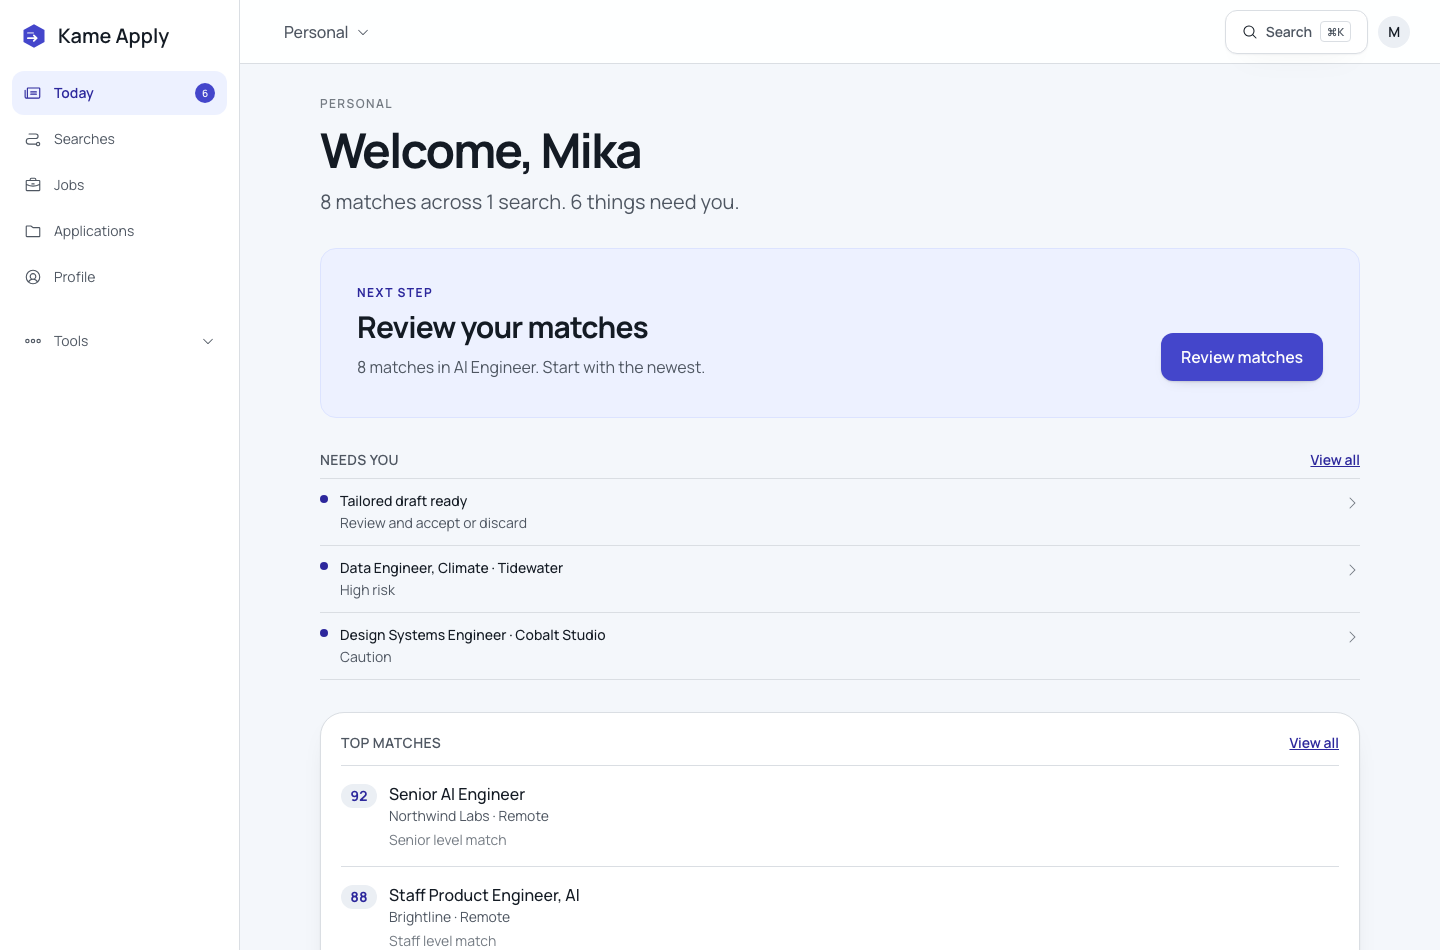 Kame Apply
Today 6
Searches
Jobs
Applications
Profile
Tools
Personal
Search ⌘K
M
PERSONAL
Welcome, Mika
8 matches across 1 search. 6 things need you.
NEXT STEP
Review your matches
8 matches in AI Engineer. Start with the newest.
Review matches
NEEDS YOU
View all
Tailored draft ready
Review and accept or discard
Data Engineer, Climate · Tidewater
High risk
Design Systems Engineer · Cobalt Studio
Caution
TOP MATCHES
View all
92 Senior AI Engineer
Northwind Labs · Remote
Senior level match
88 Staff Product Engineer, AI
Brightline · Remote
Staff level match